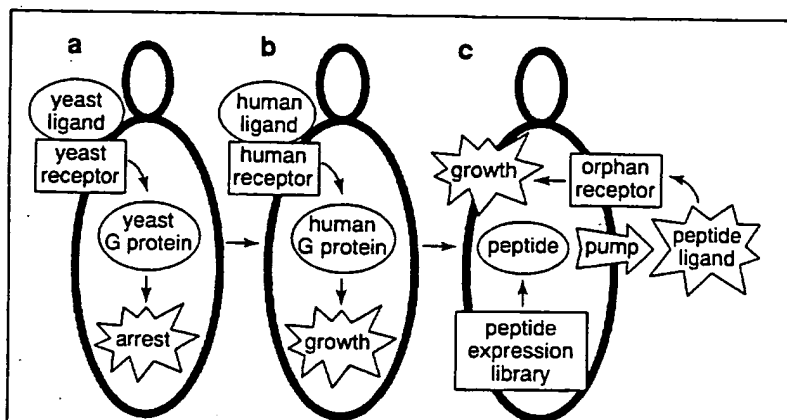 a
yeast
ligand
yeast
receptor
yeast
G protein
arrest
b
human
ligand
human
receptor
human
G protein
growth
c
growth
orphan
receptor
peptide
pump
peptide
ligand
peptide
expression
library